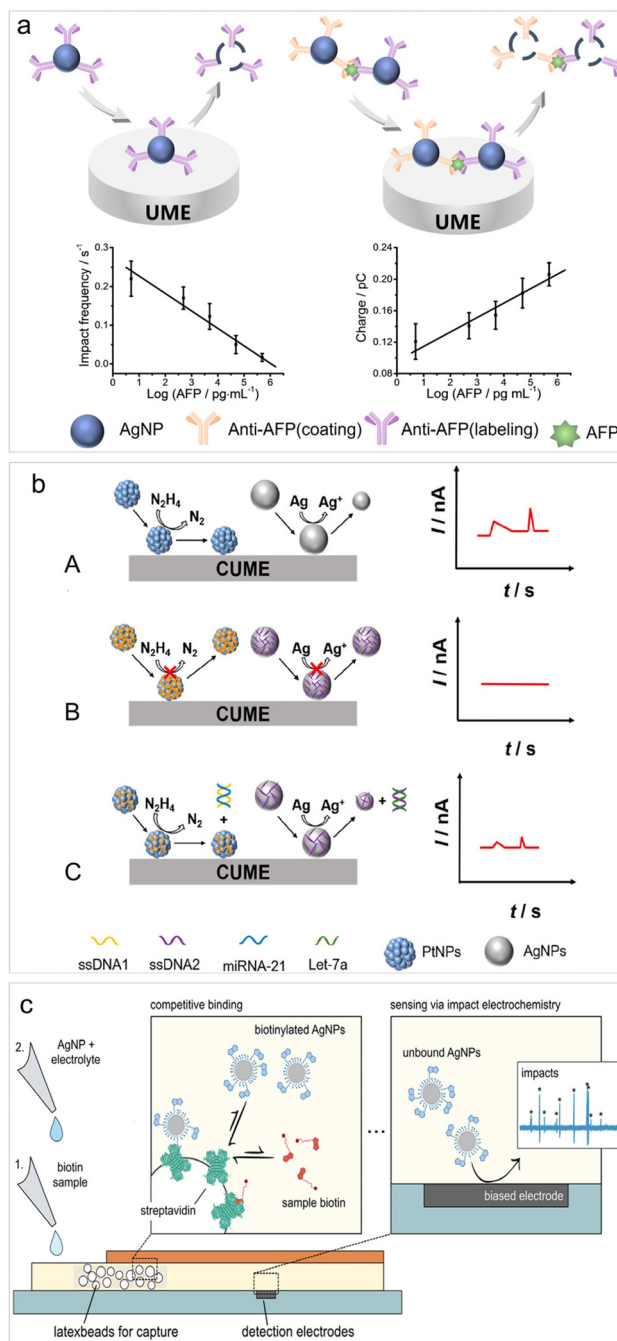 a
UME
UME
Impact frequency / s⁻¹
0.3
0.2
0.1
0.0
0 1 2 3 4 5 6
Log (AFP / pg·mL⁻¹)
Charge / pC
0.24
0.20
0.16
0.12
0.08
0 1 2 3 4 5 6
Log (AFP / pg mL⁻¹)
AgNP Anti-AFP(coating) Anti-AFP(labeling) AFP
b
N₂H₄ N₂ Ag Ag⁺
CUME
A
I / nA
t / s
N₂H₄ N₂ Ag Ag⁺
CUME
B
I / nA
t / s
N₂H₄ N₂ + Ag Ag⁺ +
CUME
C
I / nA
t / s
ssDNA1 ssDNA2 miRNA-21 Let-7a PtNPs AgNPs
c
competitive binding
sensing via impact electrochemistry
2.
AgNP +
electrolyte
biotinylated AgNPs
unbound AgNPs
impacts
* * * * * * * * *
...
1.
biotin
sample
streptavidin
sample biotin
biased electrode
latexbeads for capture
detection electrodes